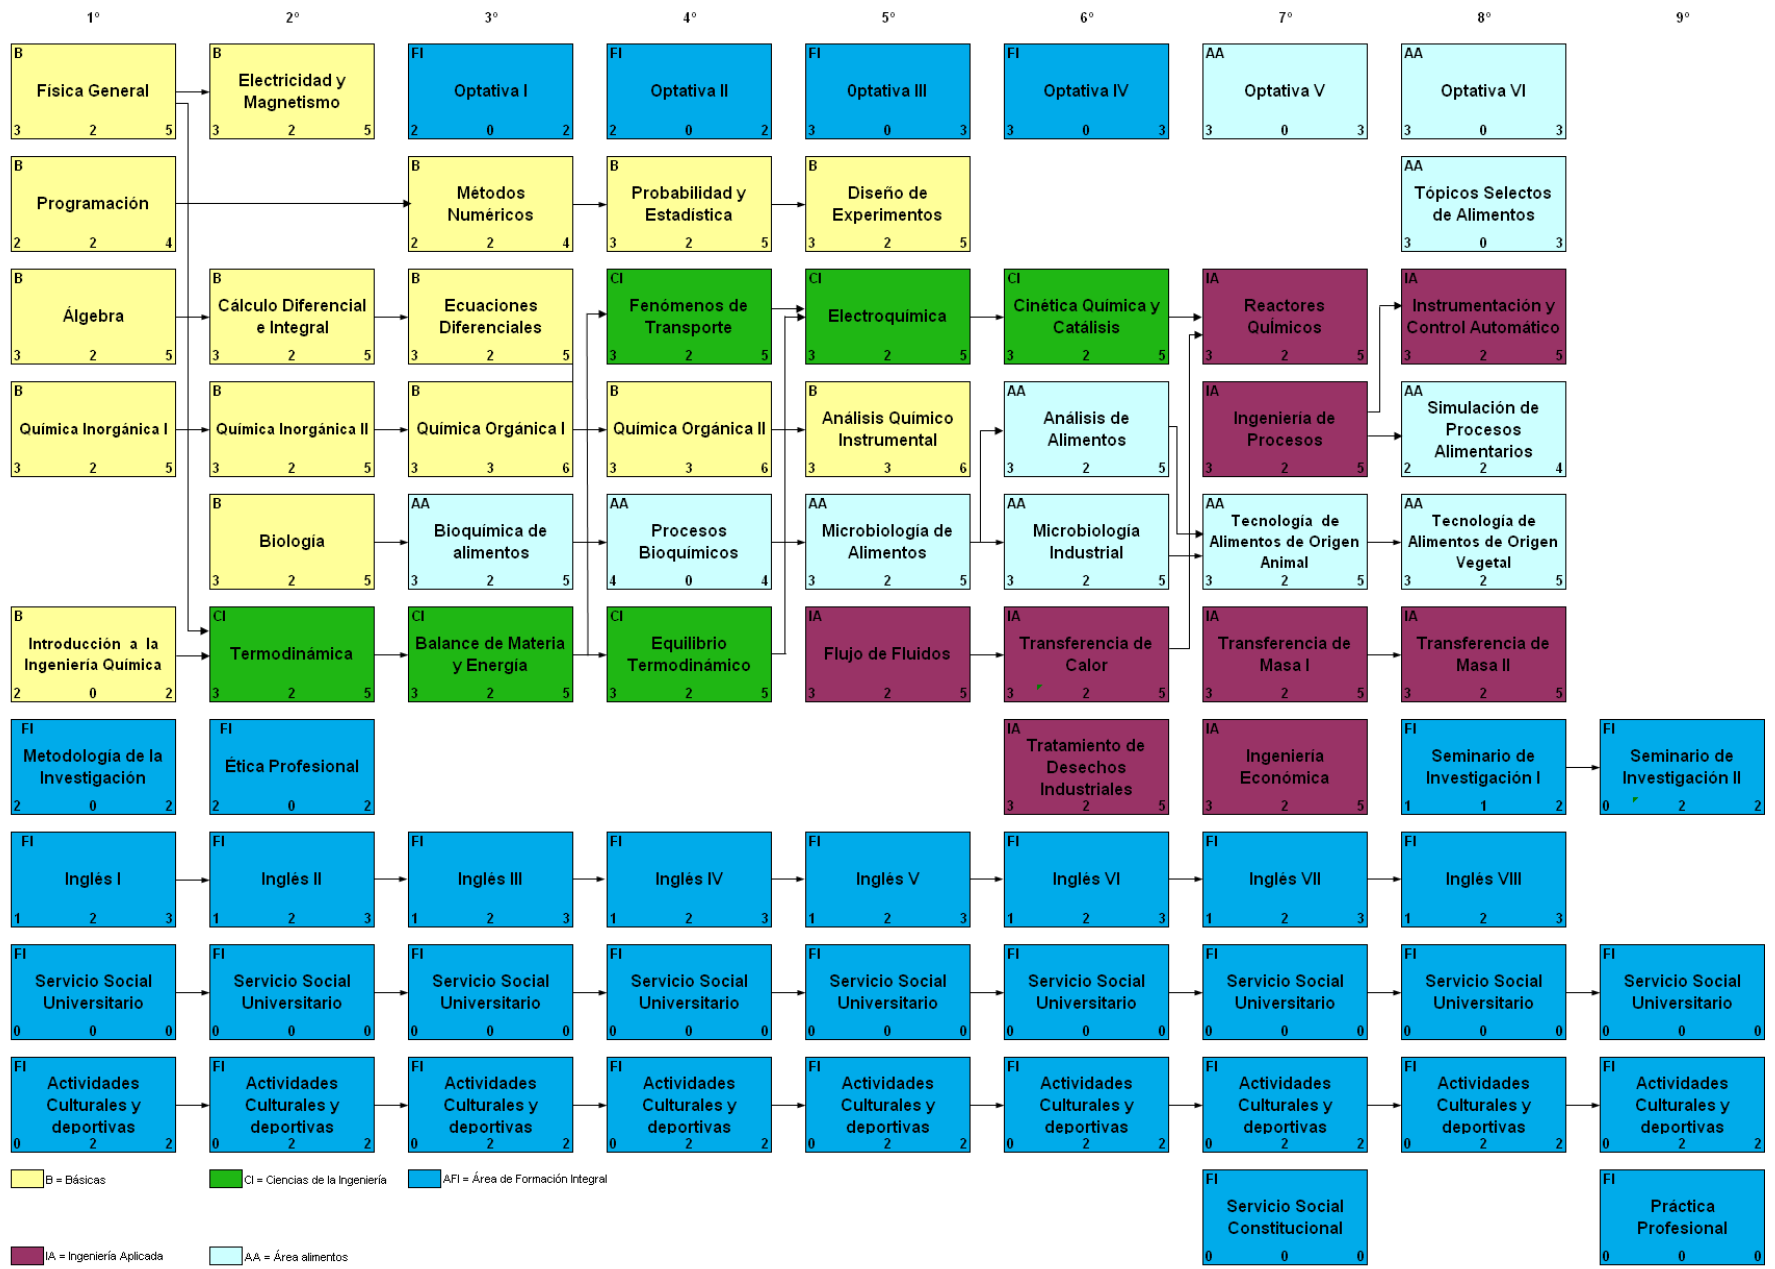 1° 2° 3° 4° 5° 6° 7° 8° 9°
B B FI FI FI FI AA AA
Física General
Electricidad y
Magnetismo
Optativa I
Optativa II
0ptativa III
Optativa IV
Optativa V
Optativa VI
3 2 5 3 2 5 2 0 2 2 0 2 3 0 3 3 0 3 3 0 3 3 0 3
B B B B AA
Programación
Métodos
Numéricos
Probabilidad y
Estadística
Diseño de
Experimentos
Tópicos Selectos
de Alimentos
2 2 4 2 2 4 3 2 5 3 2 5 3 0 3
B B B CI CI CI IA IA
Álgebra
Cálculo Diferencial
e Integral
Ecuaciones
Diferenciales
Fenómenos de
Transporte
Electroquímica
Cinética Química y
Catálisis
Reactores
Químicos
Instrumentación y
Control Automático
3 2 5 3 2 5 3 2 5 3 2 5 3 2 5 3 2 5 3 2 5 3 2 5
B B B B B AA IA AA
Química Inorgánica I
Química Inorgánica II
Química Orgánica I
Química Orgánica II
Análisis Químico
Instrumental
Análisis de
Alimentos
Ingeniería de
Procesos
Simulación de
Procesos
Alimentarios
3 2 5 3 2 5 3 3 6 3 3 6 3 3 6 3 2 5 3 2 5 2 2 4
B AA AA AA AA AA AA
Biología
Bioquímica de
alimentos
Procesos
Bioquímicos
Microbiología de
Alimentos
Microbiología
Industrial
Tecnología de
Alimentos de Origen
Animal
Tecnología de
Alimentos de Origen
Vegetal
3 2 5 3 2 5 4 0 4 3 2 5 3 2 5 3 2 5 3 2 5
B CI CI CI IA IA IA IA
Introducción a la
Ingeniería Química
Termodinámica
Balance de Materia
y Energía
Equilibrio
Termodinámico
Flujo de Fluidos
Transferencia de
Calor
Transferencia de
Masa I
Transferencia de
Masa II
2 0 2 3 2 5 3 2 5 3 2 5 3 2 5 3 2 5 3 2 5 3 2 5
FI FI IA IA FI FI
Metodología de la
Investigación
Ética Profesional
Tratamiento de
Desechos
Industriales
Ingeniería
Económica
Seminario de
Investigación I
Seminario de
Investigación II
2 0 2 2 0 2 3 2 5 3 2 5 1 1 2 0 2 2
FI FI FI FI FI FI FI FI
Inglés I
Inglés II
Inglés III
Inglés IV
Inglés V
Inglés VI
Inglés VII
Inglés VIII
1 2 3 1 2 3 1 2 3 1 2 3 1 2 3 1 2 3 1 2 3 1 2 3
FI FI FI FI FI FI FI FI FI
Servicio Social
Universitario
Servicio Social
Universitario
Servicio Social
Universitario
Servicio Social
Universitario
Servicio Social
Universitario
Servicio Social
Universitario
Servicio Social
Universitario
Servicio Social
Universitario
Servicio Social
Universitario
0 0 0 0 0 0 0 0 0 0 0 0 0 0 0 0 0 0 0 0 0 0 0 0 0 0 0
FI FI FI FI FI FI FI FI FI
Actividades
Culturales y
deportivas
Actividades
Culturales y
deportivas
Actividades
Culturales y
deportivas
Actividades
Culturales y
deportivas
Actividades
Culturales y
deportivas
Actividades
Culturales y
deportivas
Actividades
Culturales y
deportivas
Actividades
Culturales y
deportivas
Actividades
Culturales y
deportivas
0 2 2 0 2 2 0 2 2 0 2 2 0 2 2 0 2 2 0 2 2 0 2 2 0 2 2
B = Básicas
CI = Ciencias de la Ingeniería
AFI = Área de Formación Integral
FI FI
Servicio Social
Constitucional
Práctica
Profesional
0 0 0 0 0 0
IA = Ingeniería Aplicada
AA = Área alimentos